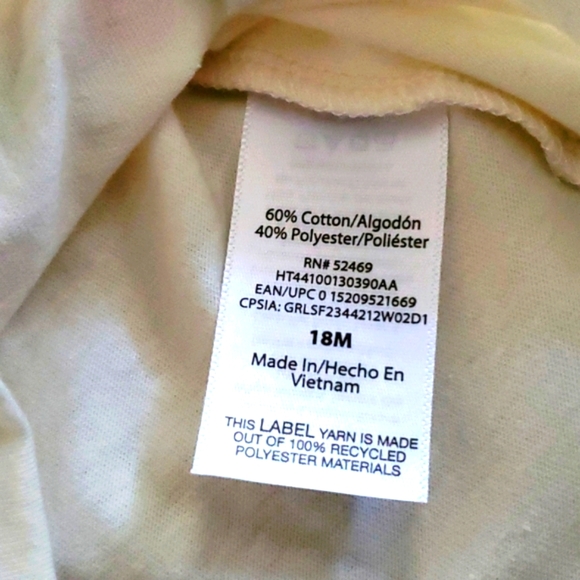 60% Cotton/Algodón
40% Polyester/Poliéster
RN# 52469
HT44100130390AA
EAN/UPC 0 15209521669
CPSIA: GRLSF2344212W02D1
18M
Made In/Hecho En
Vietnam
THIS LABEL YARN IS MADE
OUT OF 100% RECYCLED
POLYESTER MATERIALS